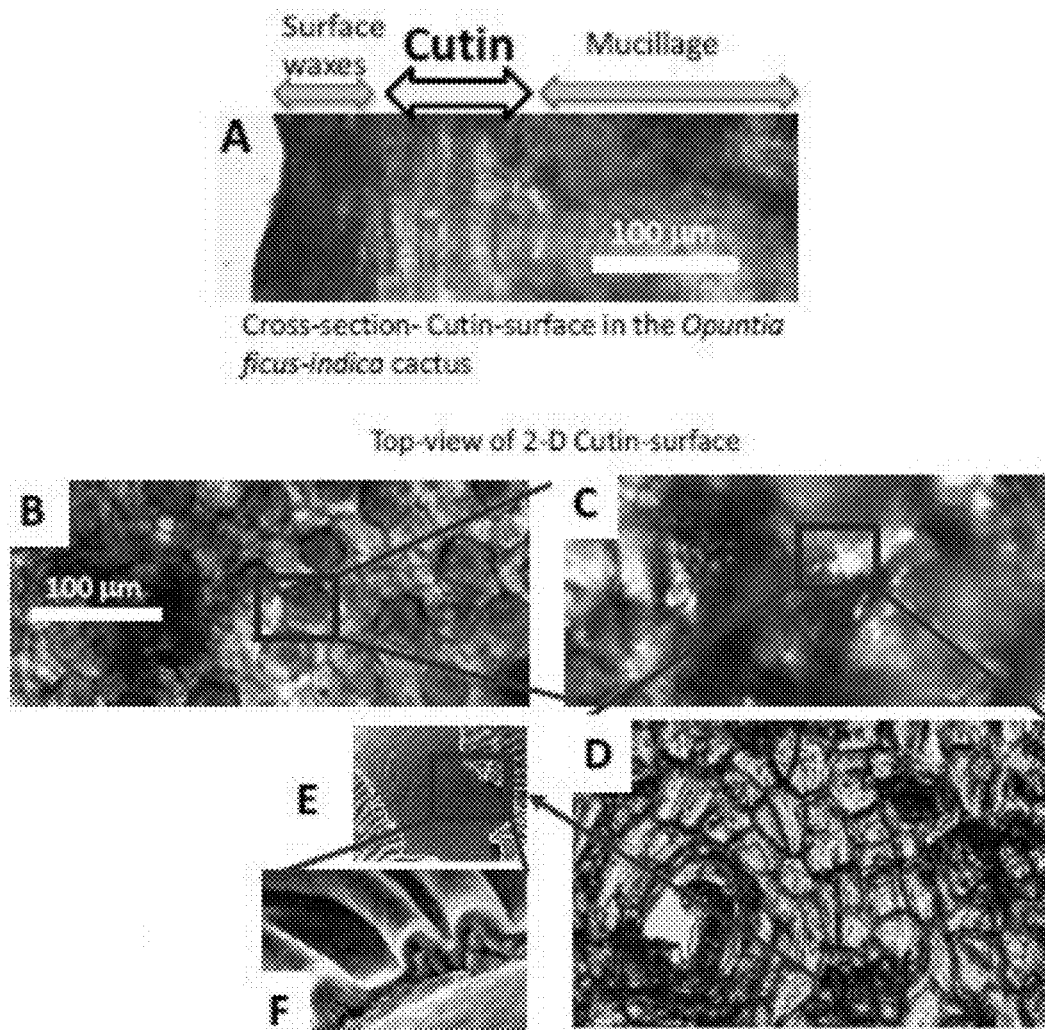 Surface
waxes
Cutin
Mucillage
A
100 µm
Cross-section- Cutin-surface in the Opuntia
ficus-indica cactus
Top-view of 2-D Cutin-surface
B
100 µm
C
E
D
F